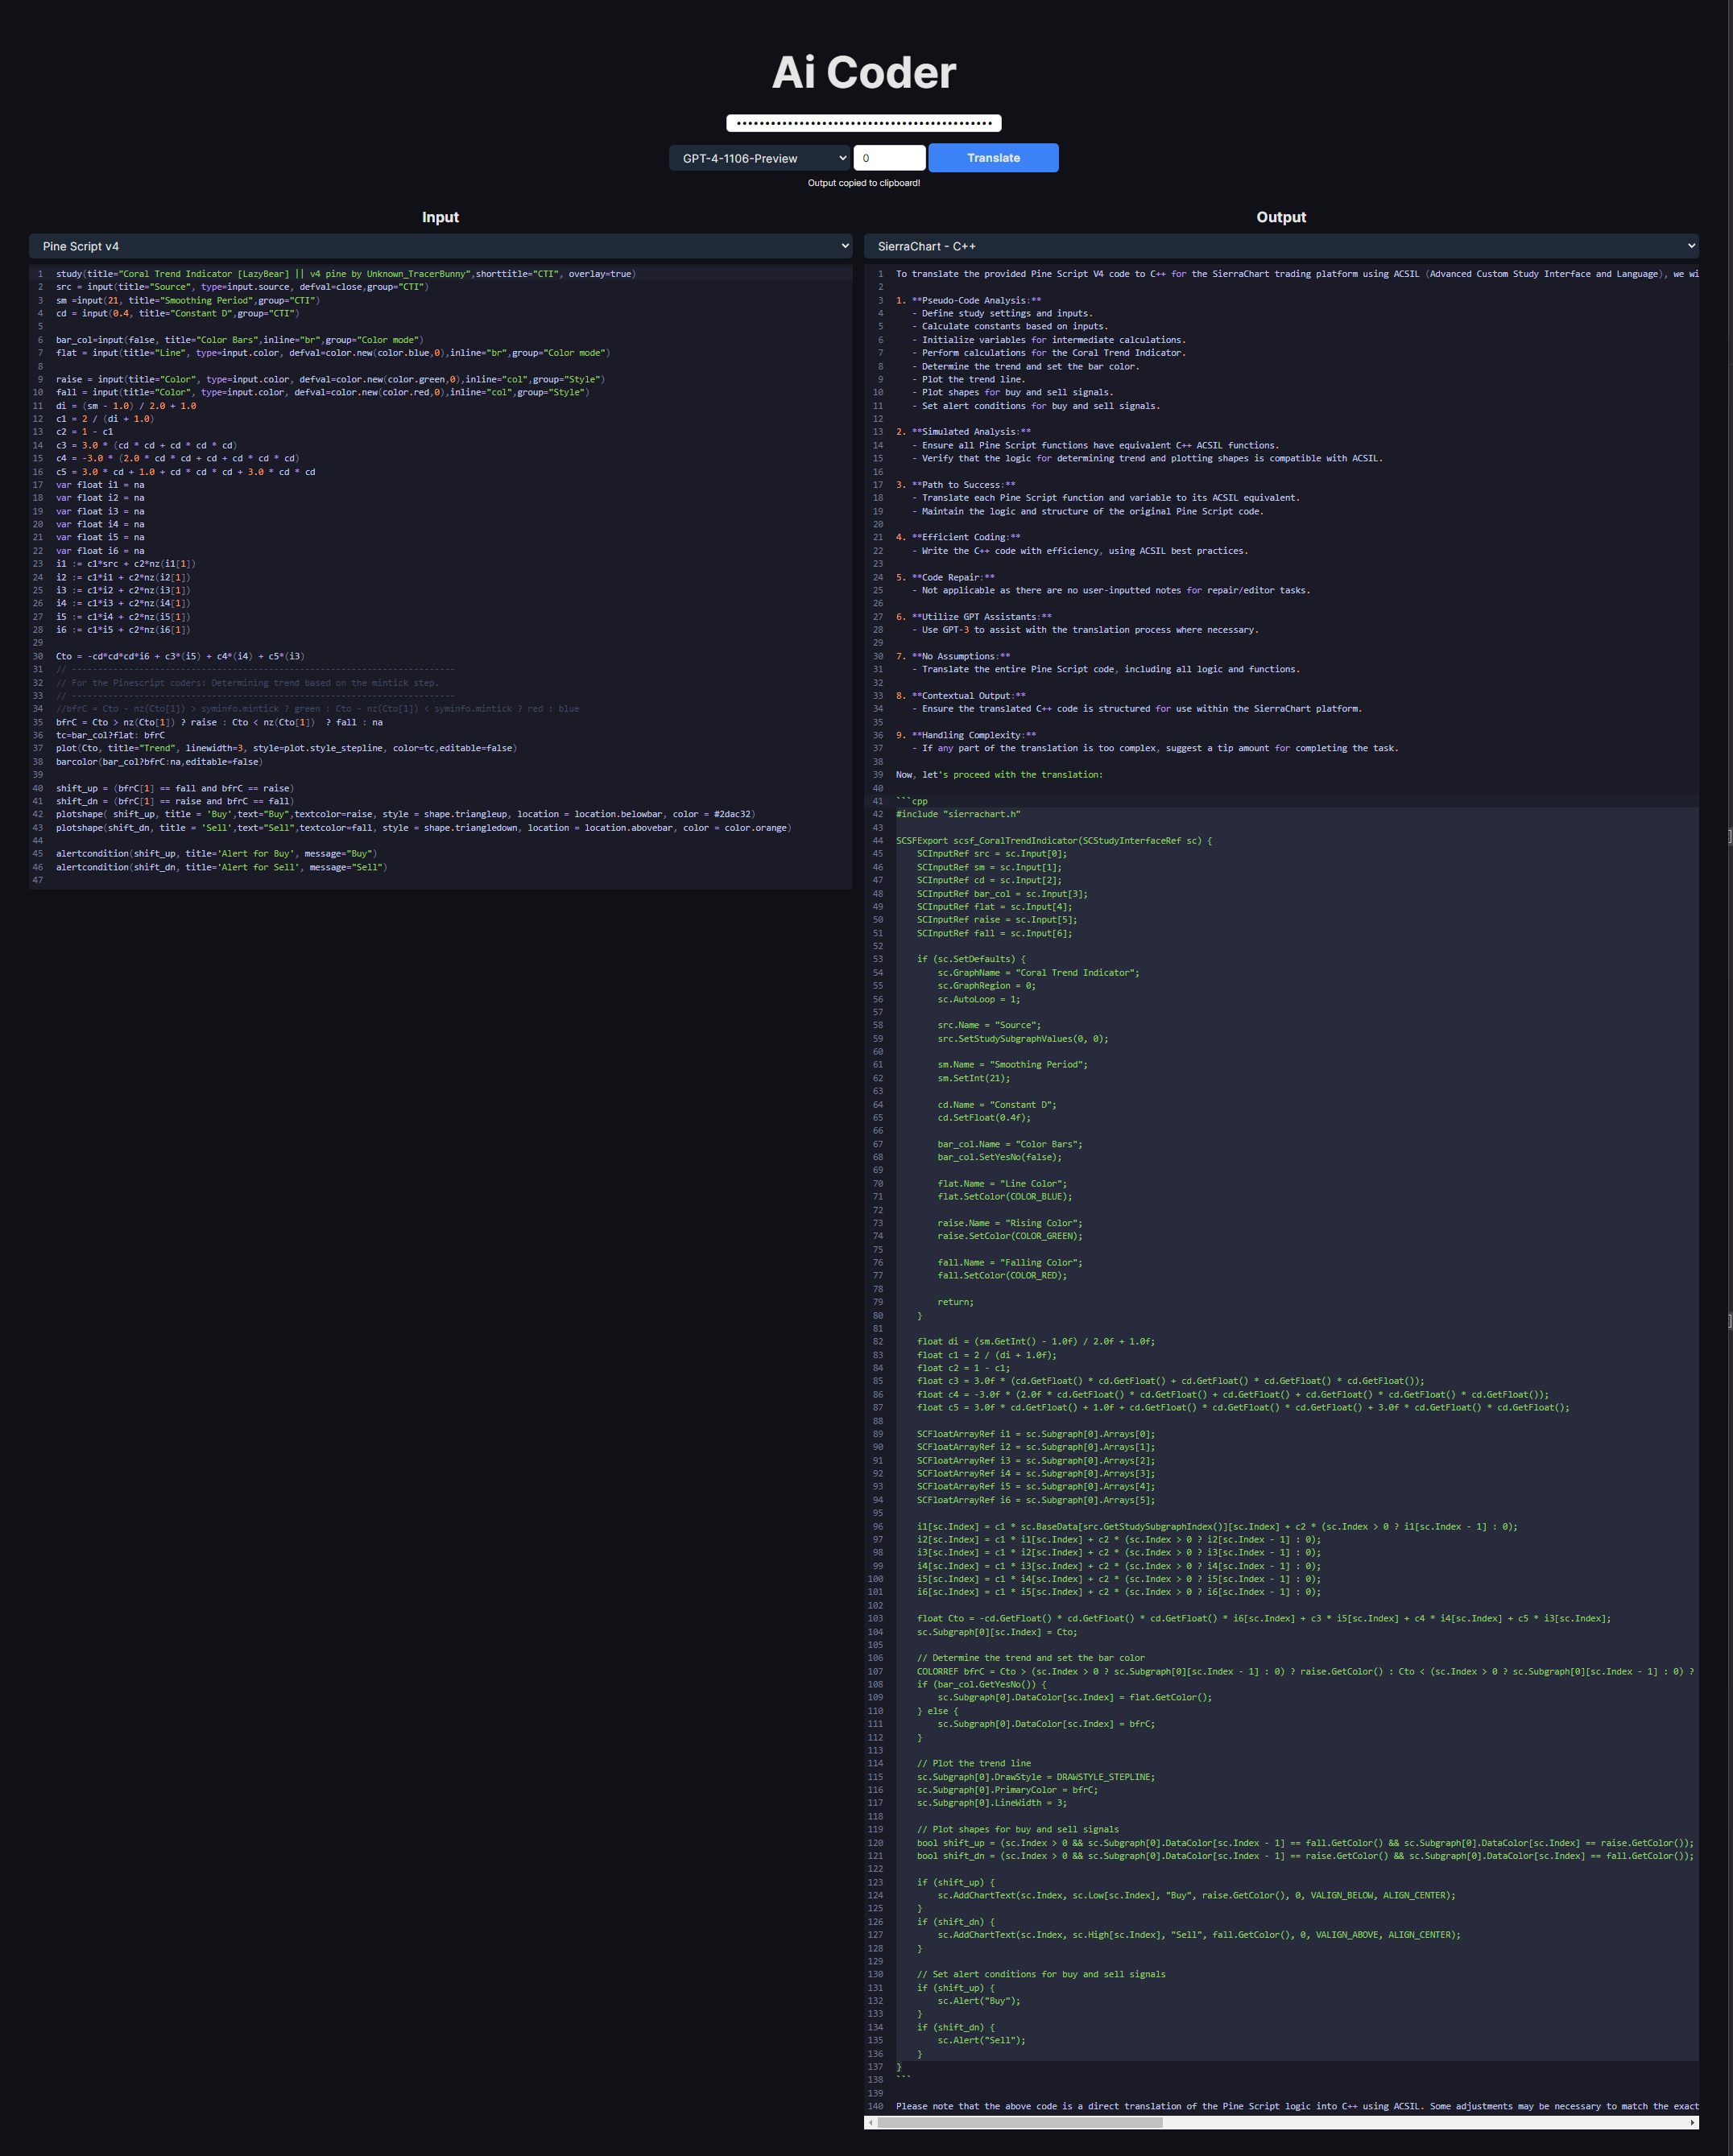 Ai Coder
GPT-4-1106-Preview
0
Translate
Output copied to clipboard!
Input
Pine Script v4
1 study(title="Coral Trend Indicator [LazyBear] || v4 pine by Unknown_TracerBunny",shorttitle="CTI", overlay=true)
2 src = input(title="Source", type=input.source, defval=close,group="CTI")
3 sm =input(21, title="Smoothing Period",group="CTI")
4 cd = input(0.4, title="Constant D",group="CTI")
5
6 bar_col=input(false, title="Color Bars",inline="br",group="Color mode")
7 flat = input(title="Line", type=input.color, defval=color.new(color.blue,0),inline="br",group="Color mode")
8
9 raise = input(title="Color", type=input.color, defval=color.new(color.green,0),inline="col",group="Style")
10 fall = input(title="Color", type=input.color, defval=color.new(color.red,0),inline="col",group="Style")
11 di = (sm - 1.0) / 2.0 + 1.0
12 c1 = 2 / (di + 1.0)
13 c2 = 1 - c1
14 c3 = 3.0 * (cd * cd + cd * cd * cd)
15 c4 = -3.0 * (2.0 * cd * cd + cd + cd * cd * cd)
16 c5 = 3.0 * cd + 1.0 + cd * cd * cd + 3.0 * cd * cd
17 var float i1 = na
18 var float i2 = na
19 var float i3 = na
20 var float i4 = na
21 var float i5 = na
22 var float i6 = na
23 i1 := c1*src + c2*nz(i1[1])
24 i2 := c1*i1 + c2*nz(i2[1])
25 i3 := c1*i2 + c2*nz(i3[1])
26 i4 := c1*i3 + c2*nz(i4[1])
27 i5 := c1*i4 + c2*nz(i5[1])
28 i6 := c1*i5 + c2*nz(i6[1])
29
30 Cto = -cd*cd*cd*i6 + c3*(i5) + c4*(i4) + c5*(i3)
31 // --------------------------------------------------------------------------
32 // For the Pinescript coders: Determining trend based on the mintick step.
33 // --------------------------------------------------------------------------
34 //bfrC = Cto - nz(Cto[1]) > syminfo.mintick ? green : Cto - nz(Cto[1]) < syminfo.mintick ? red : blue
35 bfrC = Cto > nz(Cto[1]) ? raise : Cto < nz(Cto[1])  ? fall : na
36 tc=bar_col?flat: bfrC
37 plot(Cto, title="Trend", linewidth=3, style=plot.style_stepline, color=tc,editable=false)
38 barcolor(bar_col?bfrC:na,editable=false)
39
40 shift_up = (bfrC[1] == fall and bfrC == raise)
41 shift_dn = (bfrC[1] == raise and bfrC == fall)
42 plotshape( shift_up, title = 'Buy',text="Buy",textcolor=raise, style = shape.triangleup, location = location.belowbar, color = #2dac32)
43 plotshape(shift_dn, title = 'Sell',text="Sell",textcolor=fall, style = shape.triangledown, location = location.abovebar, color = color.orange)
44
45 alertcondition(shift_up, title='Alert for Buy', message="Buy")
46 alertcondition(shift_dn, title='Alert for Sell', message="Sell")
47
Output
SierraChart - C++
1 To translate the provided Pine Script V4 code to C++ for the SierraChart trading platform using ACSIL (Advanced Custom Study Interface and Language), we wi
2
3 1. **Pseudo-Code Analysis:**
4 - Define study settings and inputs.
5 - Calculate constants based on inputs.
6 - Initialize variables for intermediate calculations.
7 - Perform calculations for the Coral Trend Indicator.
8 - Determine the trend and set the bar color.
9 - Plot the trend line.
10 - Plot shapes for buy and sell signals.
11 - Set alert conditions for buy and sell signals.
12
13 2. **Simulated Analysis:**
14 - Ensure all Pine Script functions have equivalent C++ ACSIL functions.
15 - Verify that the logic for determining trend and plotting shapes is compatible with ACSIL.
16
17 3. **Path to Success:**
18 - Translate each Pine Script function and variable to its ACSIL equivalent.
19 - Maintain the logic and structure of the original Pine Script code.
20
21 4. **Efficient Coding:**
22 - Write the C++ code with efficiency, using ACSIL best practices.
23
24 5. **Code Repair:**
25 - Not applicable as there are no user-inputted notes for repair/editor tasks.
26
27 6. **Utilize GPT Assistants:**
28 - Use GPT-3 to assist with the translation process where necessary.
29
30 7. **No Assumptions:**
31 - Translate the entire Pine Script code, including all logic and functions.
32
33 8. **Contextual Output:**
34 - Ensure the translated C++ code is structured for use within the SierraChart platform.
35
36 9. **Handling Complexity:**
37 - If any part of the translation is too complex, suggest a tip amount for completing the task.
38
39 Now, let's proceed with the translation:
40
41 ```cpp
42 #include "sierrachart.h"
43
44 SCSFExport scsf_CoralTrendIndicator(SCStudyInterfaceRef sc) {
45 SCInputRef src = sc.Input[0];
46 SCInputRef sm = sc.Input[1];
47 SCInputRef cd = sc.Input[2];
48 SCInputRef bar_col = sc.Input[3];
49 SCInputRef flat = sc.Input[4];
50 SCInputRef raise = sc.Input[5];
51 SCInputRef fall = sc.Input[6];
52
53 if (sc.SetDefaults) {
54 sc.GraphName = "Coral Trend Indicator";
55 sc.GraphRegion = 0;
56 sc.AutoLoop = 1;
57
58 src.Name = "Source";
59 src.SetStudySubgraphValues(0, 0);
60
61 sm.Name = "Smoothing Period";
62 sm.SetInt(21);
63
64 cd.Name = "Constant D";
65 cd.SetFloat(0.4f);
66
67 bar_col.Name = "Color Bars";
68 bar_col.SetYesNo(false);
69
70 flat.Name = "Line Color";
71 flat.SetColor(COLOR_BLUE);
72
73 raise.Name = "Rising Color";
74 raise.SetColor(COLOR_GREEN);
75
76 fall.Name = "Falling Color";
77 fall.SetColor(COLOR_RED);
78
79 return;
80 }
81
82 float di = (sm.GetInt() - 1.0f) / 2.0f + 1.0f;
83 float c1 = 2 / (di + 1.0f);
84 float c2 = 1 - c1;
85 float c3 = 3.0f * (cd.GetFloat() * cd.GetFloat() + cd.GetFloat() * cd.GetFloat() * cd.GetFloat());
86 float c4 = -3.0f * (2.0f * cd.GetFloat() * cd.GetFloat() + cd.GetFloat() + cd.GetFloat() * cd.GetFloat() * cd.GetFloat());
87 float c5 = 3.0f * cd.GetFloat() + 1.0f + cd.GetFloat() * cd.GetFloat() * cd.GetFloat() + 3.0f * cd.GetFloat() * cd.GetFloat();
88
89 SCFloatArrayRef i1 = sc.Subgraph[0].Arrays[0];
90 SCFloatArrayRef i2 = sc.Subgraph[0].Arrays[1];
91 SCFloatArrayRef i3 = sc.Subgraph[0].Arrays[2];
92 SCFloatArrayRef i4 = sc.Subgraph[0].Arrays[3];
93 SCFloatArrayRef i5 = sc.Subgraph[0].Arrays[4];
94 SCFloatArrayRef i6 = sc.Subgraph[0].Arrays[5];
95
96 i1[sc.Index] = c1 * sc.BaseData[src.GetStudySubgraphIndex()][sc.Index] + c2 * (sc.Index > 0 ? i1[sc.Index - 1] : 0);
97 i2[sc.Index] = c1 * i1[sc.Index] + c2 * (sc.Index > 0 ? i2[sc.Index - 1] : 0);
98 i3[sc.Index] = c1 * i2[sc.Index] + c2 * (sc.Index > 0 ? i3[sc.Index - 1] : 0);
99 i4[sc.Index] = c1 * i3[sc.Index] + c2 * (sc.Index > 0 ? i4[sc.Index - 1] : 0);
100 i5[sc.Index] = c1 * i4[sc.Index] + c2 * (sc.Index > 0 ? i5[sc.Index - 1] : 0);
101 i6[sc.Index] = c1 * i5[sc.Index] + c2 * (sc.Index > 0 ? i6[sc.Index - 1] : 0);
102
103 float Cto = -cd.GetFloat() * cd.GetFloat() * cd.GetFloat() * i6[sc.Index] + c3 * i5[sc.Index] + c4 * i4[sc.Index] + c5 * i3[sc.Index];
104 sc.Subgraph[0][sc.Index] = Cto;
105
106 // Determine the trend and set the bar color
107 COLORREF bfrC = Cto > (sc.Index > 0 ? sc.Subgraph[0][sc.Index - 1] : 0) ? raise.GetColor() : Cto < (sc.Index > 0 ? sc.Subgraph[0][sc.Index - 1] : 0) ?
108 if (bar_col.GetYesNo()) {
109 sc.Subgraph[0].DataColor[sc.Index] = flat.GetColor();
110 } else {
111 sc.Subgraph[0].DataColor[sc.Index] = bfrC;
112 }
113
114 // Plot the trend line
115 sc.Subgraph[0].DrawStyle = DRAWSTYLE_STEPLINE;
116 sc.Subgraph[0].PrimaryColor = bfrC;
117 sc.Subgraph[0].LineWidth = 3;
118
119 // Plot shapes for buy and sell signals
120 bool shift_up = (sc.Index > 0 && sc.Subgraph[0].DataColor[sc.Index - 1] == fall.GetColor() && sc.Subgraph[0].DataColor[sc.Index] == raise.GetColor());
121 bool shift_dn = (sc.Index > 0 && sc.Subgraph[0].DataColor[sc.Index - 1] == raise.GetColor() && sc.Subgraph[0].DataColor[sc.Index] == fall.GetColor());
122
123 if (shift_up) {
124 sc.AddChartText(sc.Index, sc.Low[sc.Index], "Buy", raise.GetColor(), 0, VALIGN_BELOW, ALIGN_CENTER);
125 }
126 if (shift_dn) {
127 sc.AddChartText(sc.Index, sc.High[sc.Index], "Sell", fall.GetColor(), 0, VALIGN_ABOVE, ALIGN_CENTER);
128 }
129
130 // Set alert conditions for buy and sell signals
131 if (shift_up) {
132 sc.Alert("Buy");
133 }
134 if (shift_dn) {
135 sc.Alert("Sell");
136 }
137 }
138 ```
139
140 Please note that the above code is a direct translation of the Pine Script logic into C++ using ACSIL. Some adjustments may be necessary to match the exact